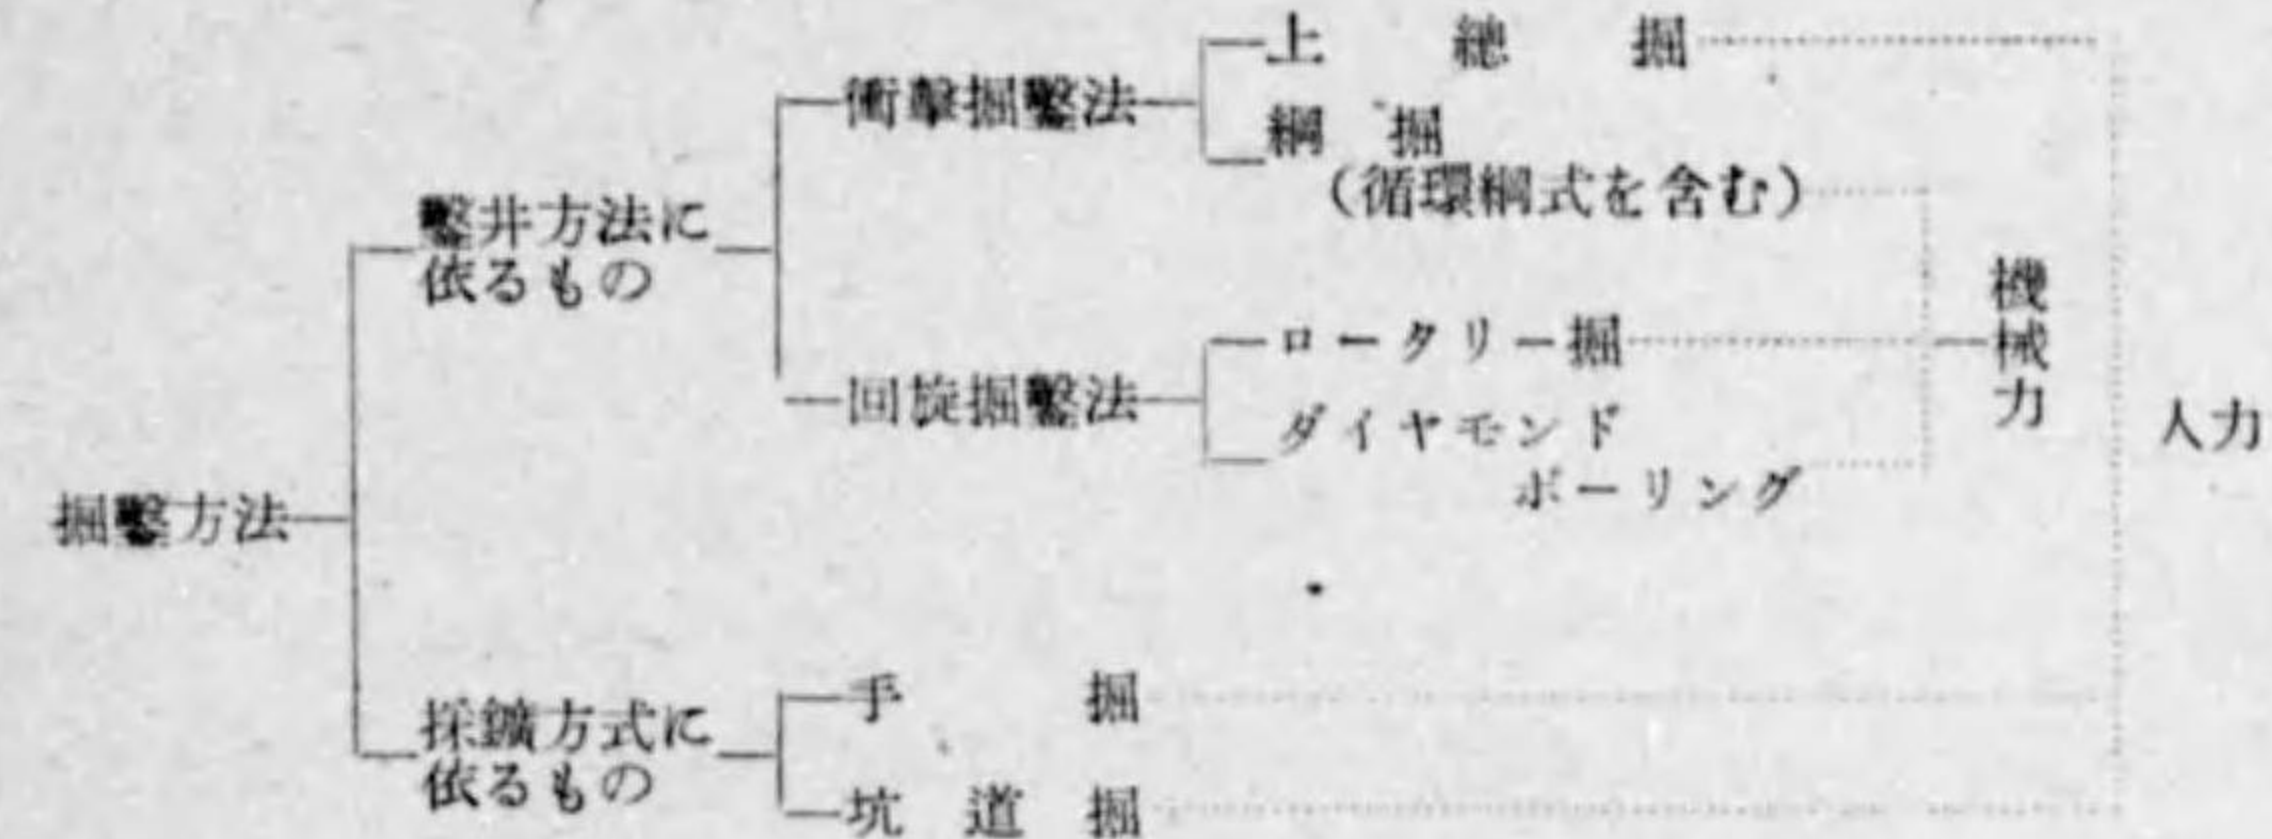 掘鑿方法
鑿井方法に
依るもの
衝擊掘鑿法
上總掘
綱掘
(循環綱式を含む)
回旋掘鑿法
ロータリー掘
ダイヤモンド
ボーリング
機械力
人力
採鑛方式に
依るもの
手掘
坑道掘